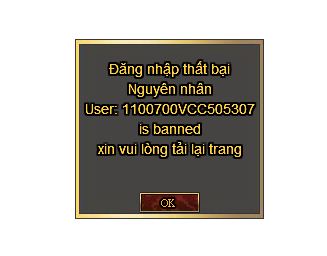 Đăng nhập thất bại
Nguyên nhân
User: 1100700VCC505307
is banned
xin vui lòng tải lại trang
OK